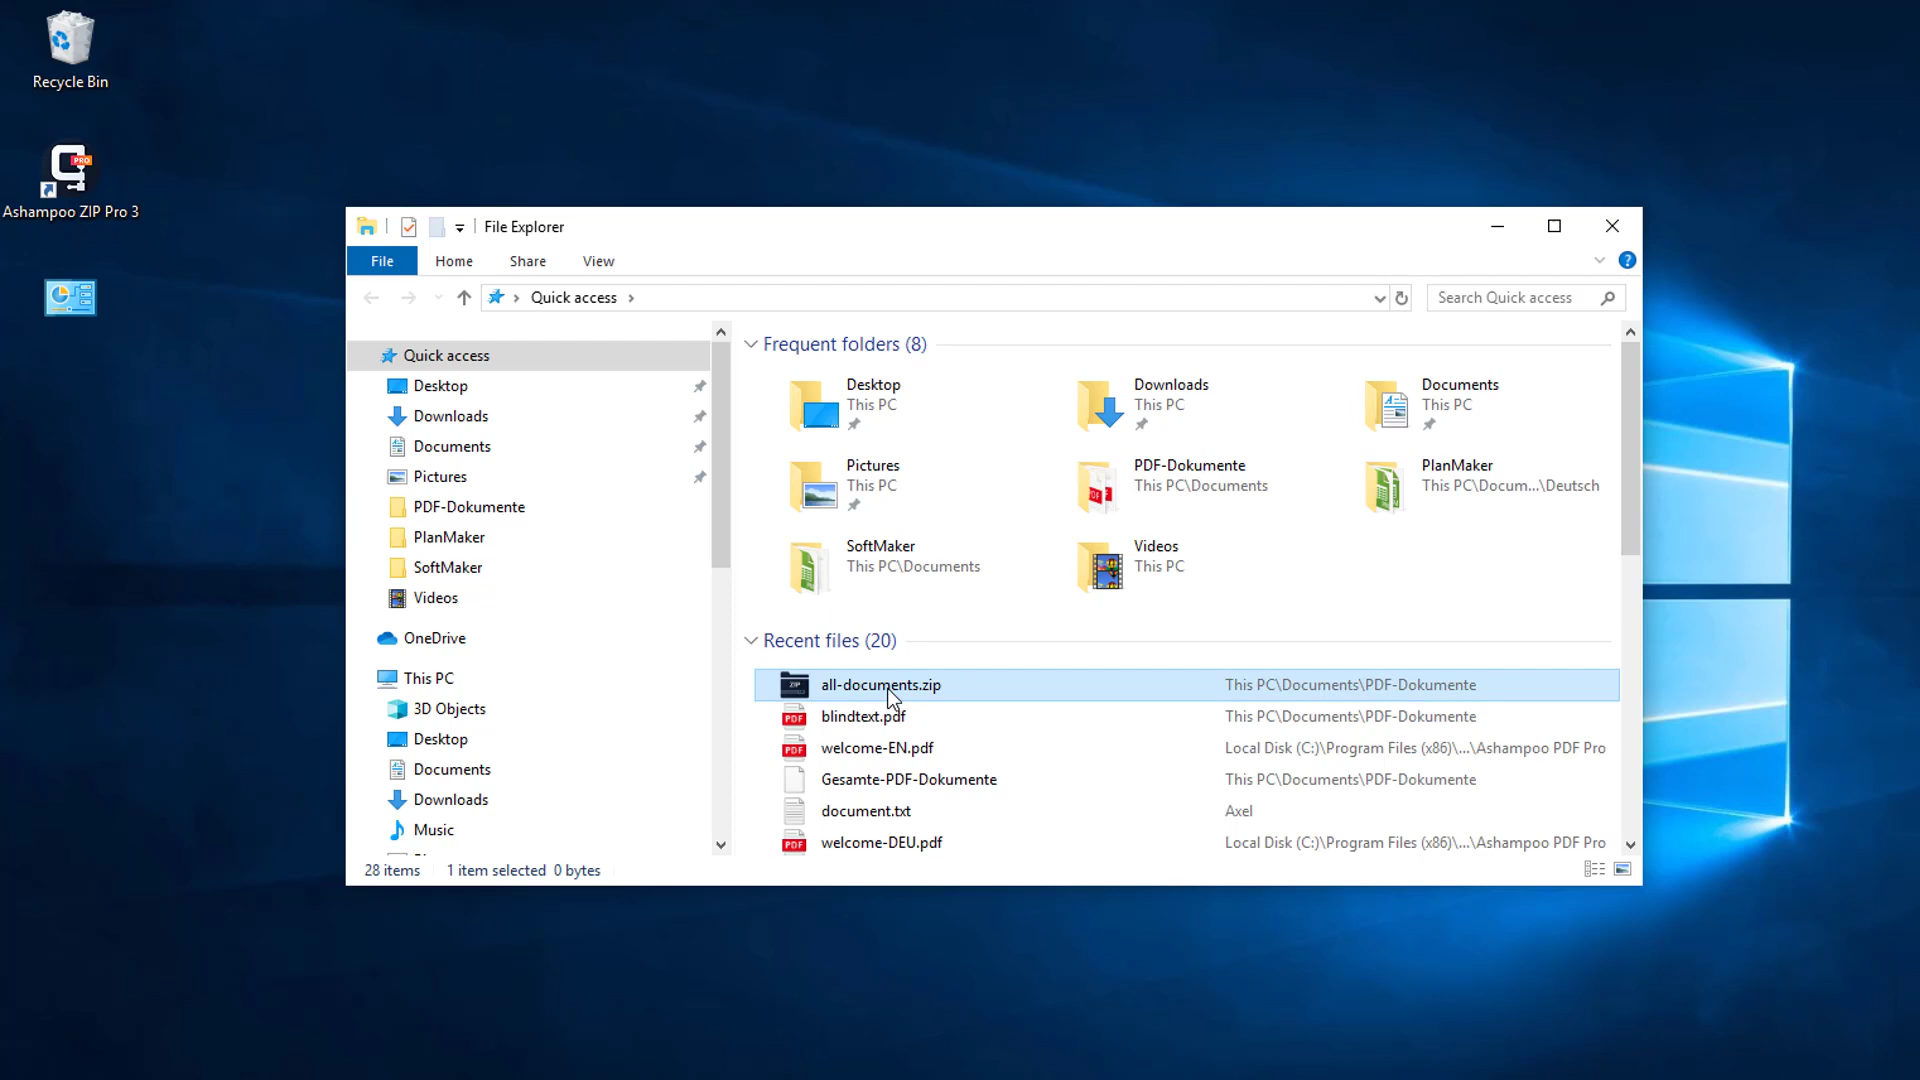 Recycle Bin
PRO
Ashampoo ZIP Pro 3
File Explorer
File Home Share View
Quick access
Search Quick access
Quick access
Desktop
Downloads
Documents
Pictures
PDF-Dokumente
PlanMaker
SoftMaker
Videos
OneDrive
This PC
3D Objects
Desktop
Documents
Downloads
Music
Frequent folders (8)
Desktop
This PC
Downloads
This PC
Documents
This PC
Pictures
This PC
PDF-Dokumente
This PC\Documents
PlanMaker
This PC\Docum...\Deutsch
SoftMaker
This PC\Documents
Videos
This PC
Recent files (20)
ZIP all-documents.zip This PC\Documents\PDF-Dokumente
PDF blindtext.pdf This PC\Documents\PDF-Dokumente
PDF welcome-EN.pdf Local Disk (C:)\Program Files (x86)\...\Ashampoo PDF Pro
Gesamte-PDF-Dokumente This PC\Documents\PDF-Dokumente
document.txt Axel
PDF welcome-DEU.pdf Local Disk (C:)\Program Files (x86)\...\Ashampoo PDF Pro
28 items 1 item selected 0 bytes